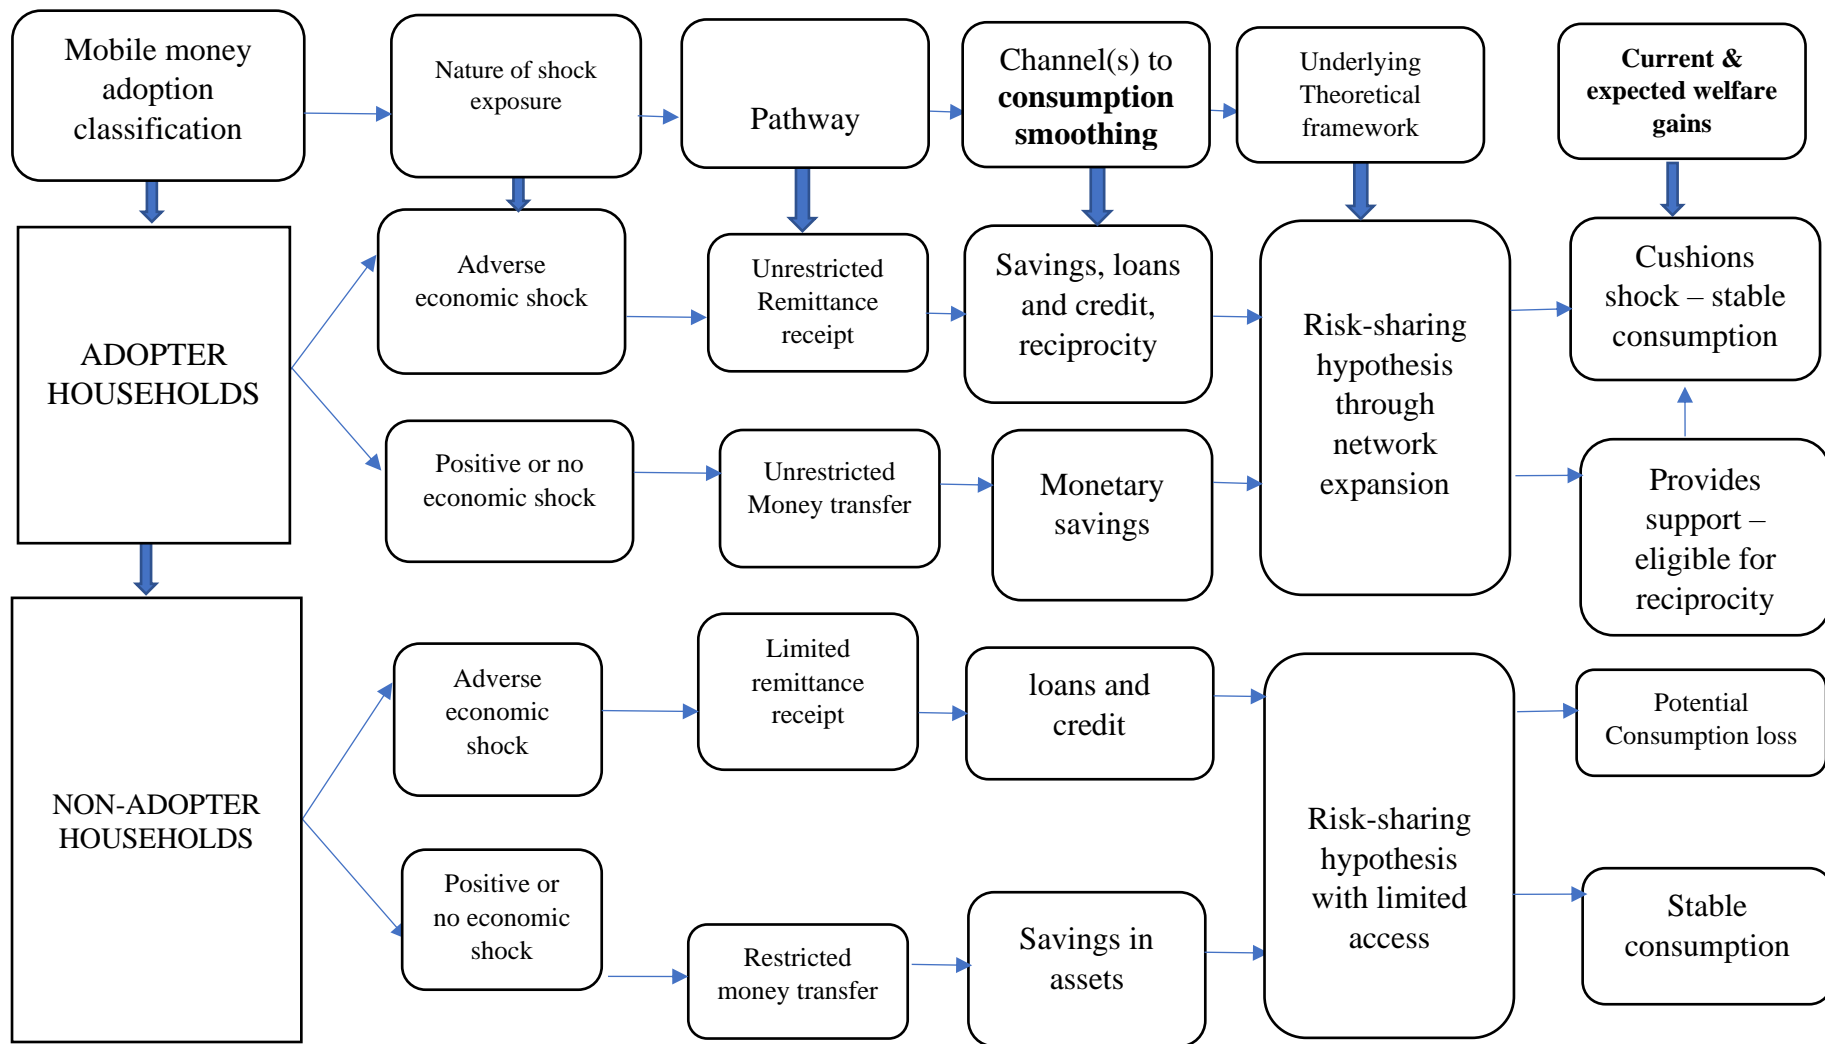 Mobile money
adoption
classification
Nature of shock
exposure
Pathway
Channel(s) to
consumption
smoothing
Underlying
Theoretical
framework
Current &
expected welfare
gains
ADOPTER
HOUSEHOLDS
Adverse
economic shock
Unrestricted
Remittance
receipt
Savings, loans
and credit,
reciprocity
Risk-sharing
hypothesis
through
network
expansion
Cushions
shock – stable
consumption
Positive or no
economic shock
Unrestricted
Money transfer
Monetary
savings
Provides
support –
eligible for
reciprocity
NON-ADOPTER
HOUSEHOLDS
Adverse
economic
shock
Limited
remittance
receipt
loans and
credit
Risk-sharing
hypothesis
with limited
access
Potential
Consumption loss
Positive or
no economic
shock
Restricted
money transfer
Savings in
assets
Stable
consumption